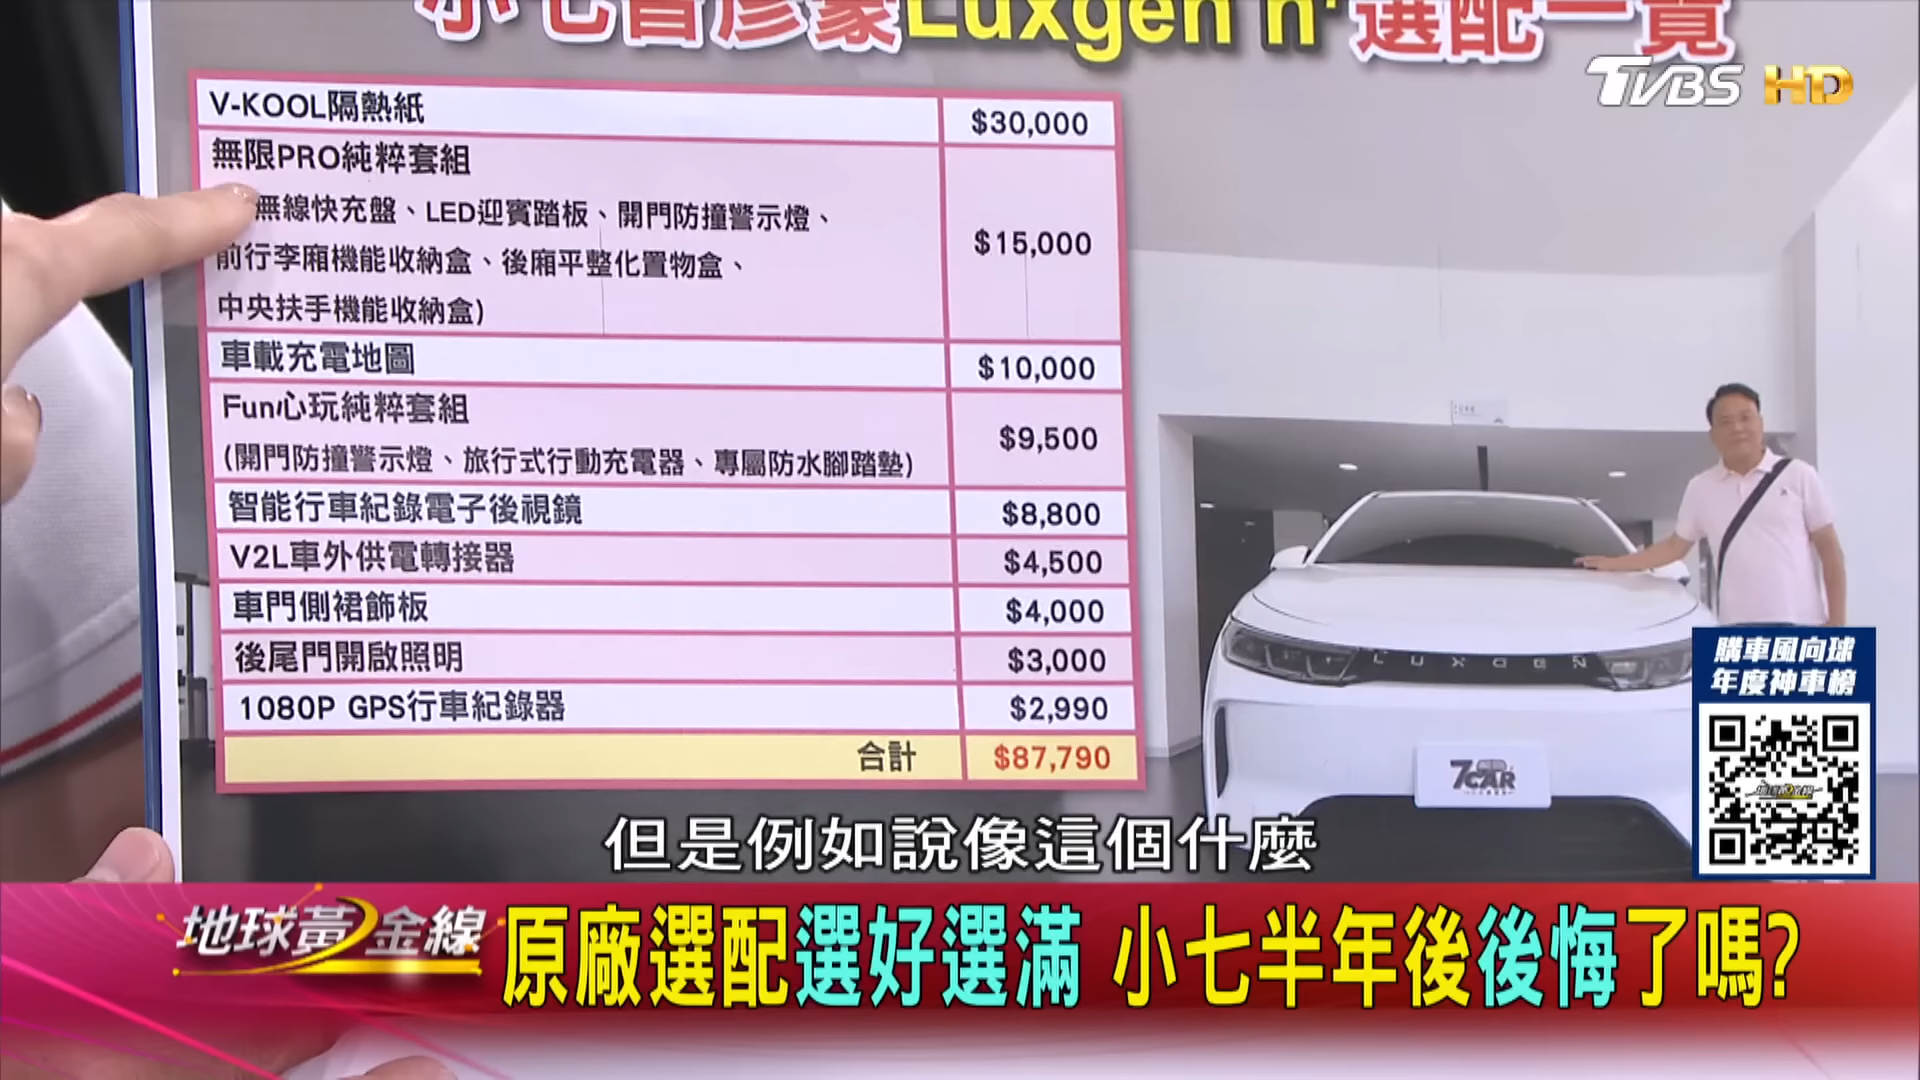 小七曾彥豪Luxgen n⁷選配一覽
TVBS HD
V-KOOL隔熱紙
$30,000
無限PRO純粹套組
無線快充盤、LED迎賓踏板、開門防撞警示燈、
前行李廂機能收納盒、後廂平整化置物盒、
中央扶手機能收納盒)
$15,000
車載充電地圖
$10,000
Fun心玩純粹套組
(開門防撞警示燈、旅行式行動充電器、專屬防水腳踏墊)
$9,500
智能行車紀錄電子後視鏡
$8,800
V2L車外供電轉接器
$4,500
車門側裙飾板
$4,000
後尾門開啟照明
$3,000
1080P GPS行車紀錄器
$2,990
合計
$87,790
LUXGEN
7CAR
購車風向球
年度神車榜
地球黃金線
但是例如說像這個什麼
地球黃金線
原廠選配選好選滿 小七半年後後悔了嗎?